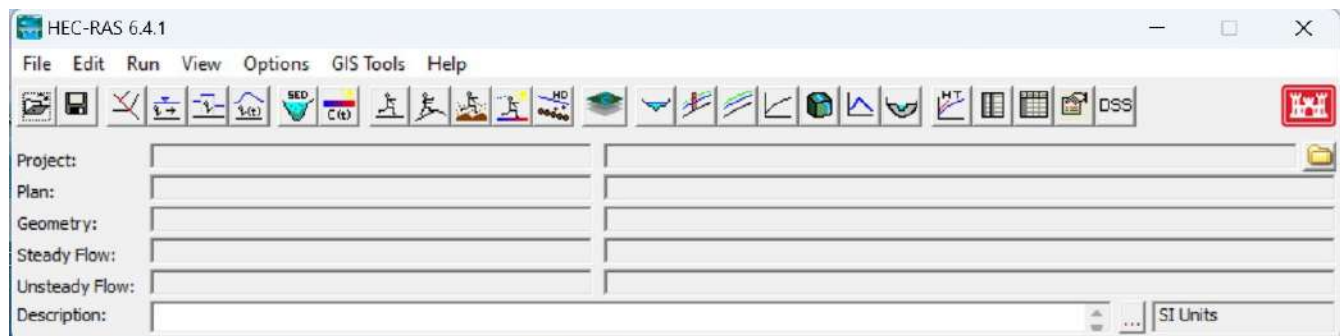 HEC-RAS 6.4.1
File Edit Run View Options GIS Tools Help
SED C(t) HD HT DSS
Project:
Plan:
Geometry:
Steady Flow:
Unsteady Flow:
Description: ... SI Units